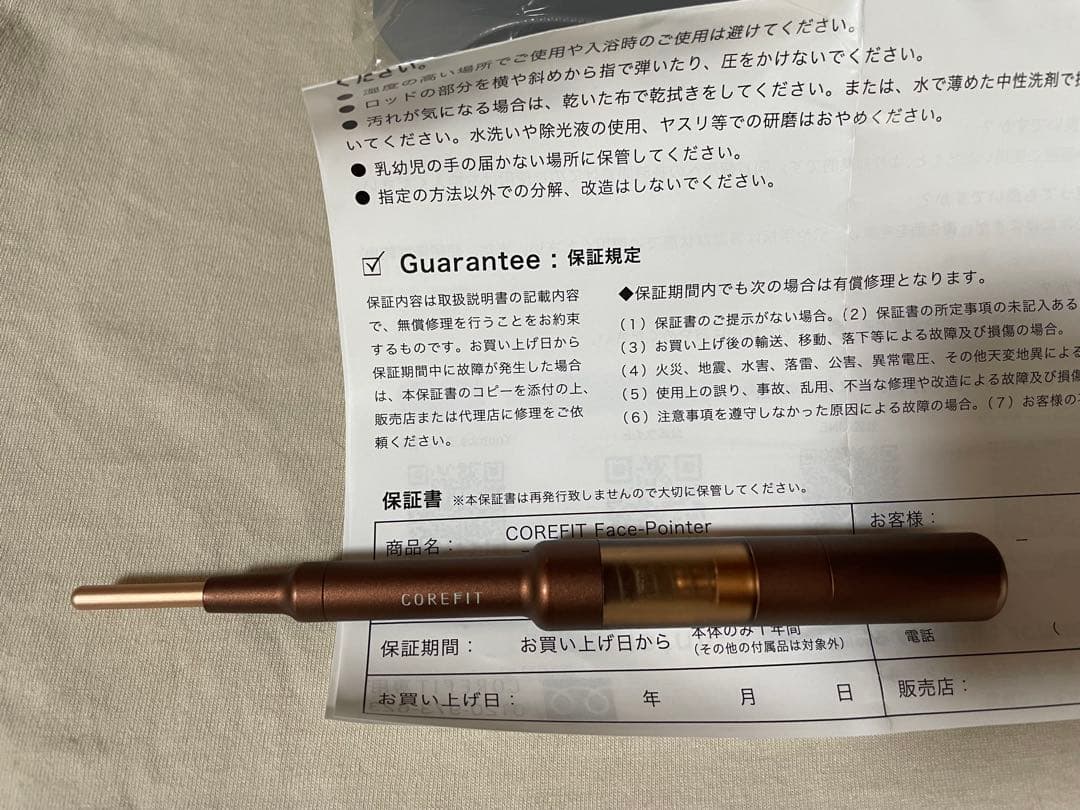 ください。
● 湿度の高い場所でご使用や入浴時のご使用は避けてください。
● ロッドの部分を横や斜めから指で弾いたり、圧をかけないでください。
● 汚れが気になる場合は、乾いた布で乾拭きをしてください。または、水で薄めた中性洗剤で
いてください。水洗いや除光液の使用、ヤスリ等での研磨はおやめください。
● 乳幼児の手の届かない場所に保管してください。
● 指定の方法以外での分解、改造はしないでください。
Guarantee : 保証規定
保証内容は取扱説明書の記載内容
で、無償修理を行うことをお約束
するものです。お買い上げ日から
保証期間中に故障が発生した場合
は、本保証書のコピーを添付の上、
販売店または代理店に修理をご依
頼ください。
◆保証期間内でも次の場合は有償修理となります。
（1）保証書のご提示がない場合。（2）保証書の所定事項の未記入ある
（3）お買い上げ後の輸送、移動、落下等による故障及び損傷の場合。
（4）火災、地震、水害、落雷、公害、異常電圧、その他天変地異によ
（5）使用上の誤り、事故、乱用、不当な修理や改造による故障及び損
（6）注意事項を遵守しなかった原因による故障の場合。（7）お客様の
保証書 ※本保証書は再発行致しませんので大切に保管してください。
商品名： COREFIT Face-Pointer
お客様：
COREFIT
保証期間： お買い上げ日から 本体のみ1年間
（その他の付属品は対象外）
電話 （
お買い上げ日： 年 月 日
販売店：